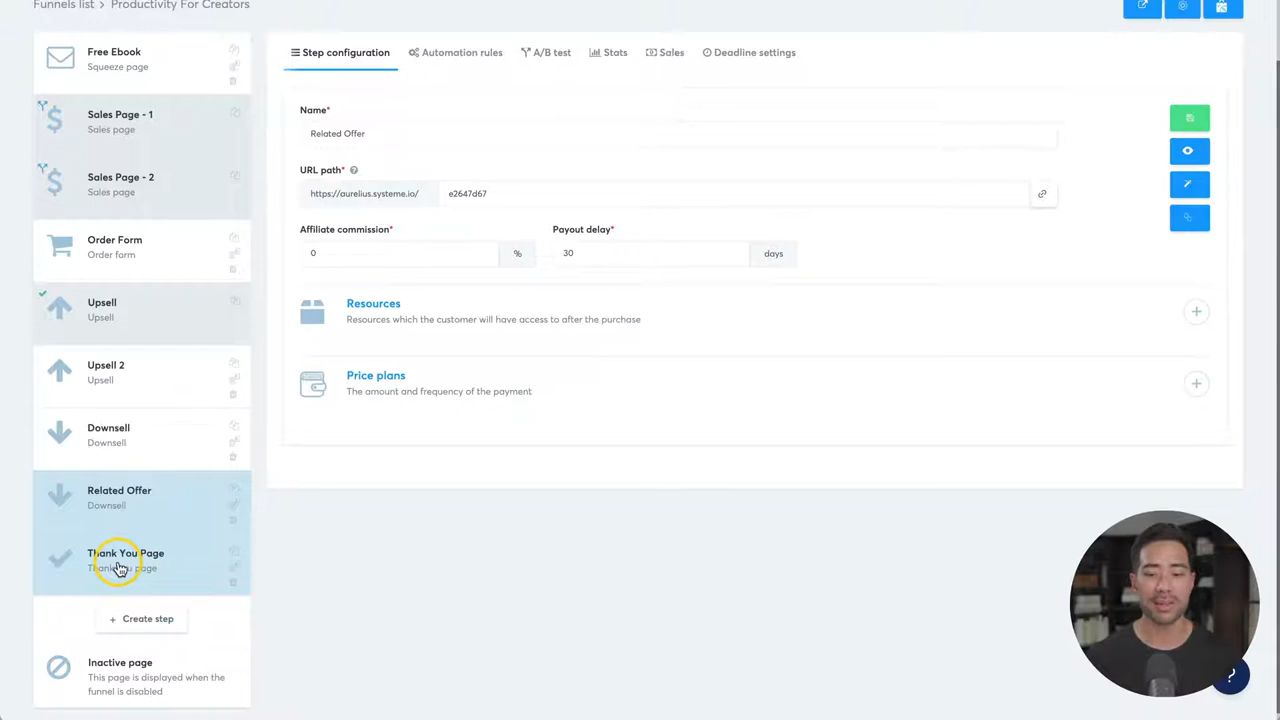 Funnels list > Productivity For Creators
Free Ebook
Squeeze page
Sales Page - 1
Sales page
Sales Page - 2
Sales page
Order Form
Order form
Upsell
Upsell
Upsell 2
Upsell
Downsell
Downsell
Related Offer
Downsell
Thank You Page
Thank you page
+ Create step
Inactive page
This page is displayed when the
funnel is disabled
Step configuration
Automation rules
A/B test
Stats
Sales
Deadline settings
Name*
Related Offer
URL path* ?
https://aurelius.systeme.io/ e2647d67
Affiliate commission* Payout delay*
0 % 30 days
Resources
Resources which the customer will have access to after the purchase
Price plans
The amount and frequency of the payment
?